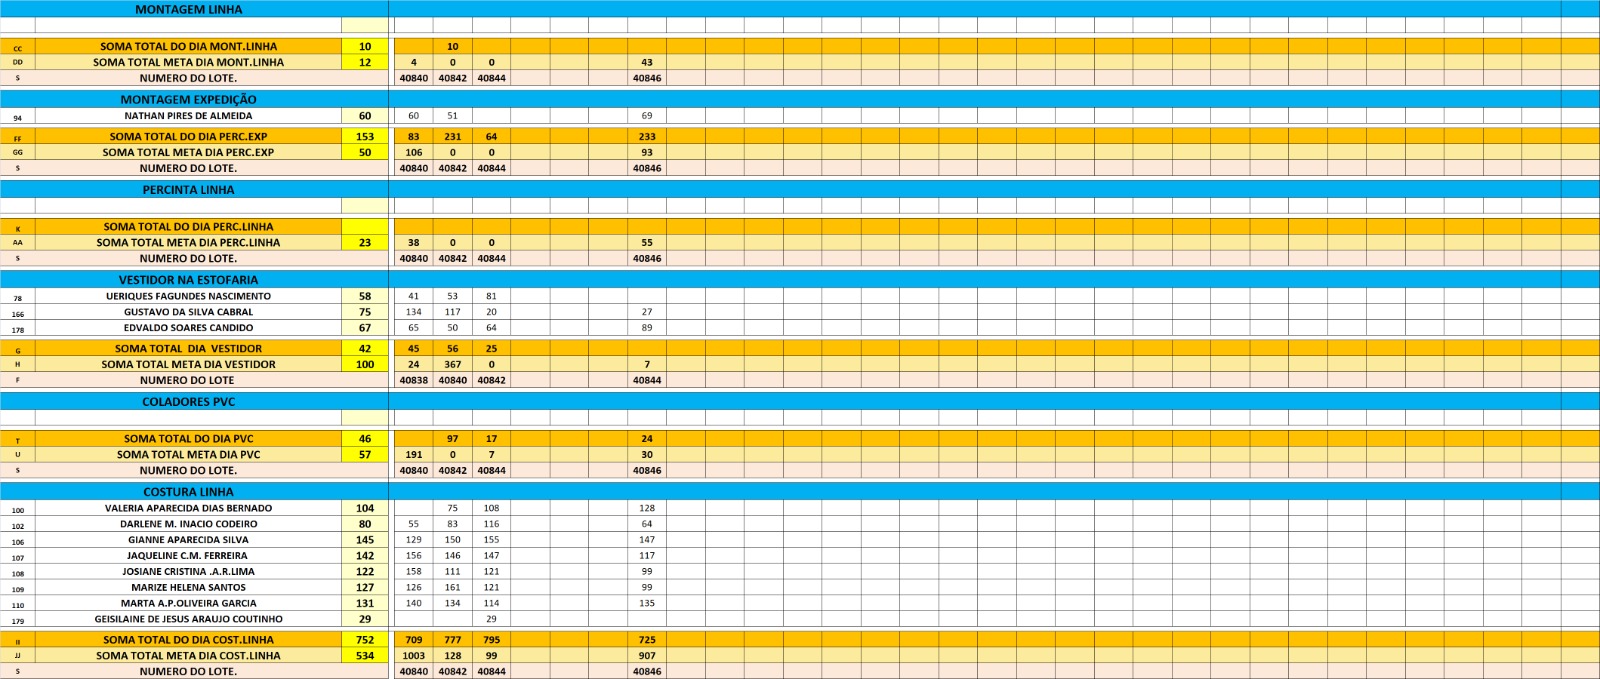 MONTAGEM LINHA
CC SOMA TOTAL DO DIA MONT.LINHA 10 10
DD SOMA TOTAL META DIA MONT.LINHA 12 4 0 0 43
S NUMERO DO LOTE. 40840 40842 40844 40846
MONTAGEM EXPEDIÇÃO
94 NATHAN PIRES DE ALMEIDA 60 60 51 69
FF SOMA TOTAL DO DIA PERC.EXP 153 83 231 64 233
GG SOMA TOTAL META DIA PERC.EXP 50 106 0 0 93
S NUMERO DO LOTE. 40840 40842 40844 40846
PERCINTA LINHA
K SOMA TOTAL DO DIA PERC.LINHA
AA SOMA TOTAL META DIA PERC.LINHA 23 38 0 0 55
S NUMERO DO LOTE. 40840 40842 40844 40846
VESTIDOR NA ESTOFARIA
78 UERIQUES FAGUNDES NASCIMENTO 58 41 53 81
166 GUSTAVO DA SILVA CABRAL 75 134 117 20 27
178 EDVALDO SOARES CANDIDO 67 65 50 64 89
G SOMA TOTAL DIA VESTIDOR 42 45 56 25
H SOMA TOTAL META DIA VESTIDOR 100 24 367 0 7
F NUMERO DO LOTE 40838 40840 40842 40844
COLADORES PVC
T SOMA TOTAL DO DIA PVC 46 97 17 24
U SOMA TOTAL META DIA PVC 57 191 0 7 30
S NUMERO DO LOTE. 40840 40842 40844 40846
COSTURA LINHA
100 VALERIA APARECIDA DIAS BERNADO 104 75 108 128
102 DARLENE M. INACIO CODEIRO 80 55 83 116 64
106 GIANNE APARECIDA SILVA 145 129 150 155 147
107 JAQUELINE C.M. FERREIRA 142 156 146 147 117
108 JOSIANE CRISTINA .A.R.LIMA 122 158 111 121 99
109 MARIZE HELENA SANTOS 127 126 161 121 99
110 MARTA A.P.OLIVEIRA GARCIA 131 140 134 114 135
179 GEISILAINE DE JESUS ARAUJO COUTINHO 29 29
II SOMA TOTAL DO DIA COST.LINHA 752 709 777 795 725
JJ SOMA TOTAL META DIA COST.LINHA 534 1003 128 99 907
S NUMERO DO LOTE. 40840 40842 40844 40846